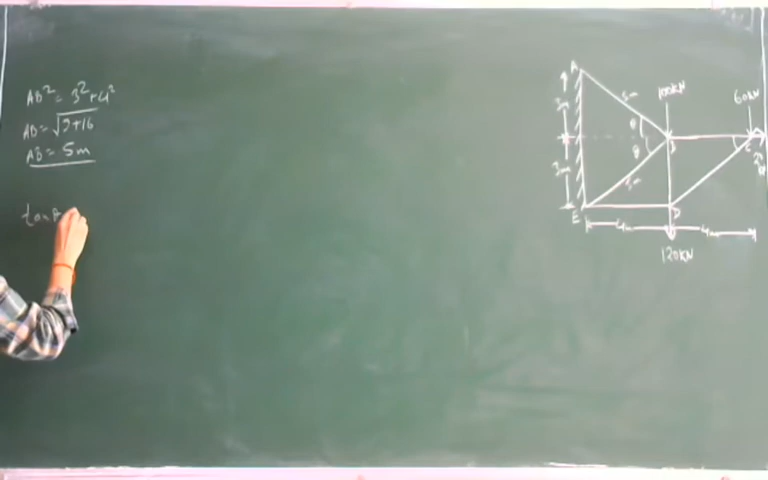 AB² = 3²+4²
AB = √9+16
AB = 5m
tan
A
5m
100KN
60KN
3m
θ
B
C
θ
3m
5m
E
D
4m
4m
120KN